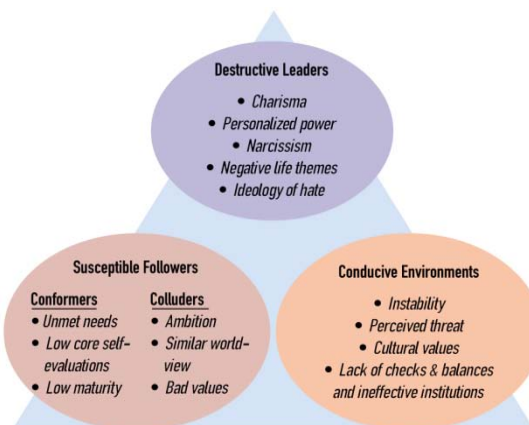 Destructive Leaders
• Charisma
• Personalized power
• Narcissism
• Negative life themes
• Ideology of hate
Susceptible Followers
Conformers
• Unmet needs
• Low core self-
evaluations
• Low maturity
Colluders
• Ambition
• Similar world-
view
• Bad values
Conducive Environments
• Instability
• Perceived threat
• Cultural values
• Lack of checks & balances
and ineffective institutions